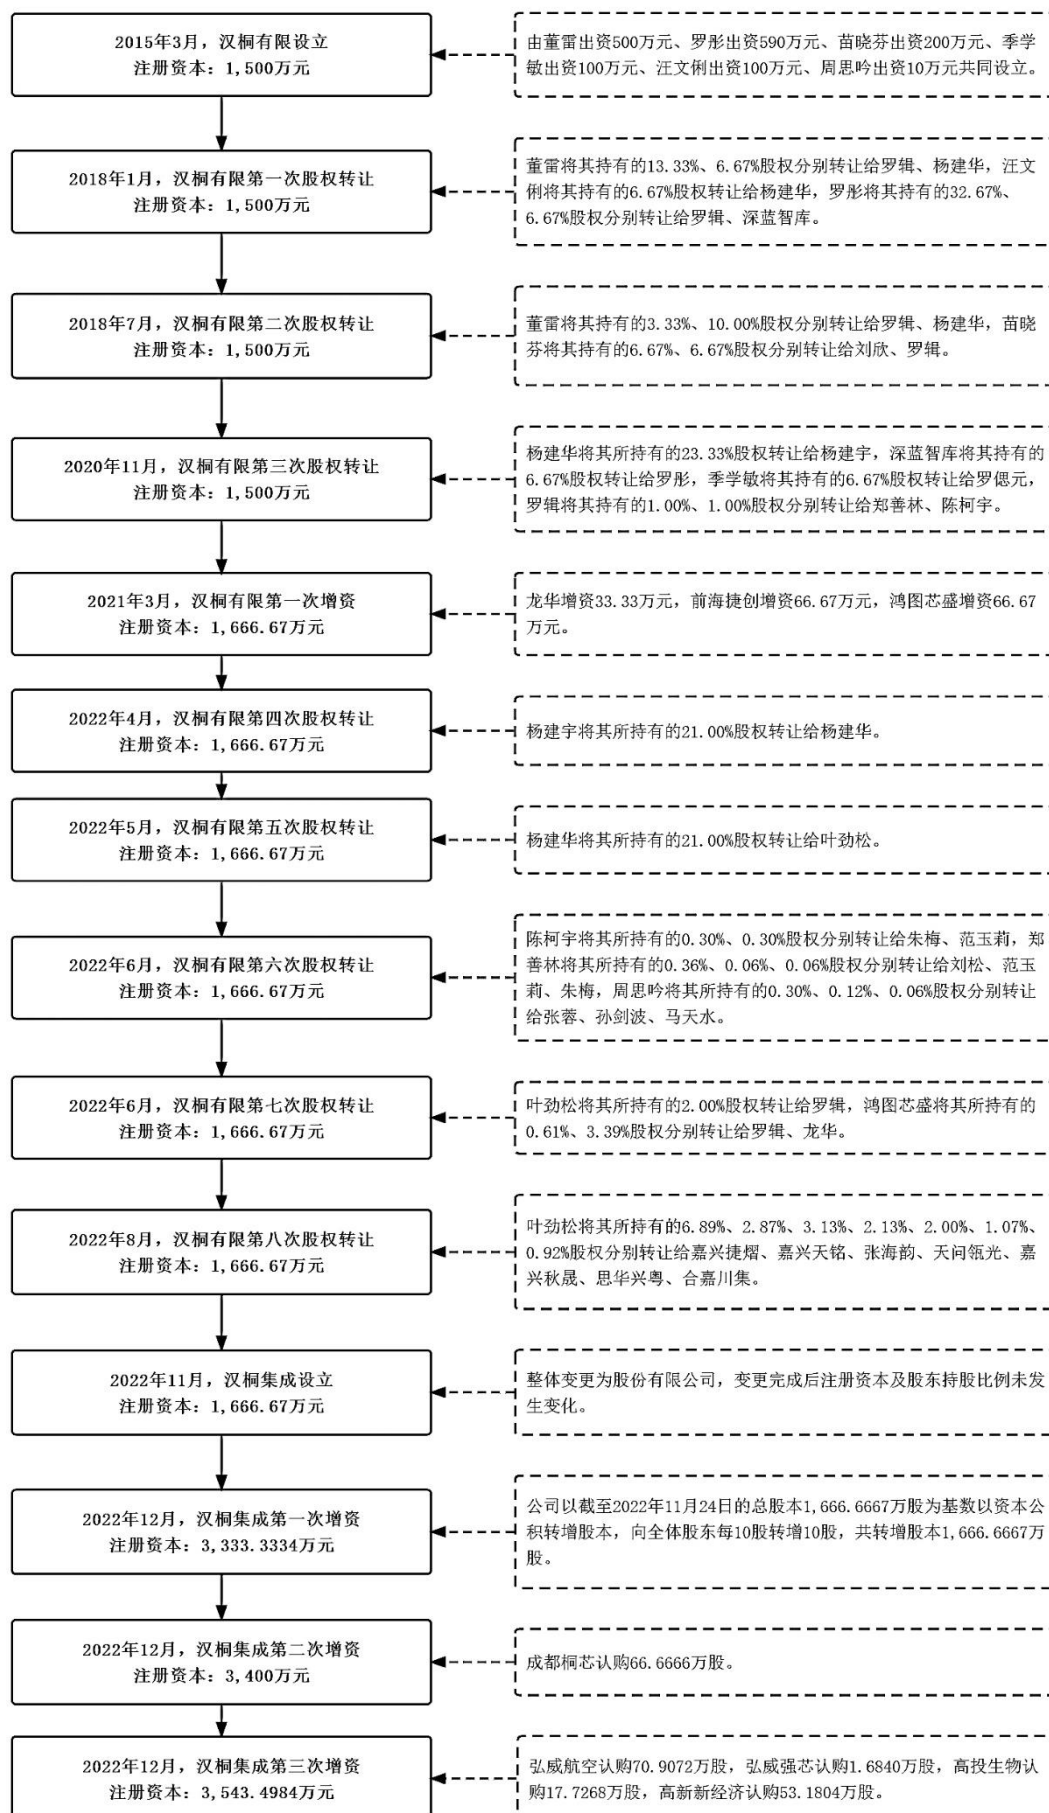 2015年3月，汉桐有限设立
注册资本：1,500万元
由董雷出资500万元、罗彤出资590万元、苗晓芬出资200万元、季学
敏出资100万元、汪文俐出资100万元、周思吟出资10万元共同设立。
2018年1月，汉桐有限第一次股权转让
注册资本：1,500万元
董雷将其持有的13.33%、6.67%股权分别转让给罗辑、杨建华，汪文
俐将其持有的6.67%股权转让给杨建华，罗彤将其持有的32.67%、
6.67%股权分别转让给罗辑、深蓝智库。
2018年7月，汉桐有限第二次股权转让
注册资本：1,500万元
董雷将其持有的3.33%、10.00%股权分别转让给罗辑、杨建华，苗晓
芬将其持有的6.67%、6.67%股权分别转让给刘欣、罗辑。
2020年11月，汉桐有限第三次股权转让
注册资本：1,500万元
杨建华将其所持有的23.33%股权转让给杨建宇，深蓝智库将其持有的
6.67%股权转让给罗彤，季学敏将其持有的6.67%股权转让给罗偲元，
罗辑将其持有的1.00%、1.00%股权分别转让给郑善林、陈柯宇。
2021年3月，汉桐有限第一次增资
注册资本：1,666.67万元
龙华增资33.33万元，前海捷创增资66.67万元，鸿图芯盛增资66.67
万元。
2022年4月，汉桐有限第四次股权转让
注册资本：1,666.67万元
杨建宇将其所持有的21.00%股权转让给杨建华。
2022年5月，汉桐有限第五次股权转让
注册资本：1,666.67万元
杨建华将其所持有的21.00%股权转让给叶劲松。
2022年6月，汉桐有限第六次股权转让
注册资本：1,666.67万元
陈柯宇将其所持有的0.30%、0.30%股权分别转让给朱梅、范玉莉，郑
善林将其所持有的0.36%、0.06%、0.06%股权分别转让给刘松、范玉
莉、朱梅，周思吟将其所持有的0.30%、0.12%、0.06%股权分别转让
给张蓉、孙剑波、马天水。
2022年6月，汉桐有限第七次股权转让
注册资本：1,666.67万元
叶劲松将其所持有的2.00%股权转让给罗辑，鸿图芯盛将其所持有的
0.61%、3.39%股权分别转让给罗辑、龙华。
2022年8月，汉桐有限第八次股权转让
注册资本：1,666.67万元
叶劲松将其所持有的6.89%、2.87%、3.13%、2.13%、2.00%、1.07%、
0.92%股权分别转让给嘉兴捷熠、嘉兴天铭、张海韵、天问瓴光、嘉
兴秋晟、思华兴粤、合嘉川集。
2022年11月，汉桐集成设立
注册资本：1,666.67万元
整体变更为股份有限公司，变更完成后注册资本及股东持股比例未发
生变化。
2022年12月，汉桐集成第一次增资
注册资本：3,333.3334万元
公司以截至2022年11月24日的总股本1,666.6667万股为基数以资本公
积转增股本，向全体股东每10股转增10股，共转增股本1,666.6667万
股。
2022年12月，汉桐集成第二次增资
注册资本：3,400万元
成都桐芯认购66.6666万股。
2022年12月，汉桐集成第三次增资
注册资本：3,543.4984万元
弘威航空认购70.9072万股，弘威强芯认购1.6840万股，高投生物认
购17.7268万股，高新新经济认购53.1804万股。